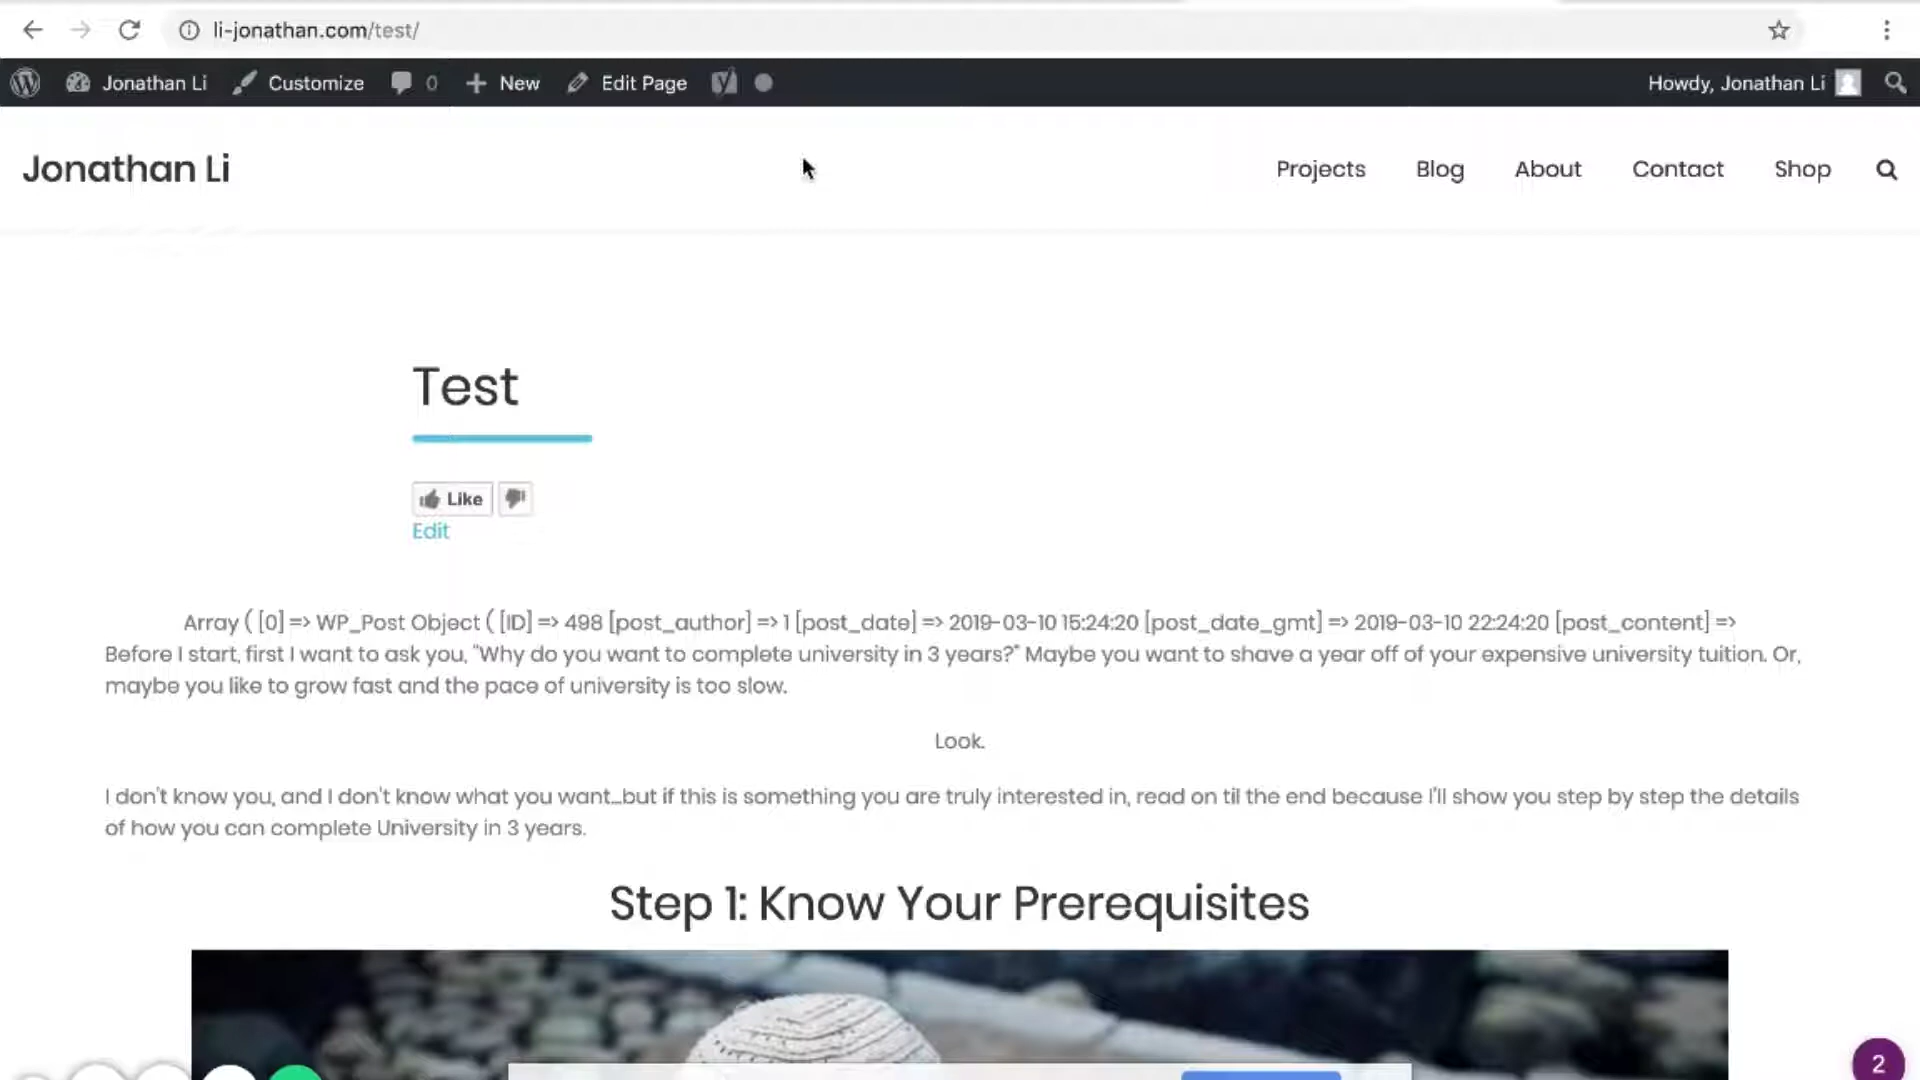 li-jonathan.com/test/
Jonathan Li Customize 0 New Edit Page Howdy, Jonathan Li
Jonathan Li Projects Blog About Contact Shop
Test
Like
Edit
Array ( [0] => WP_Post Object ( [ID] => 498 [post_author] => 1 [post_date] => 2019-03-10 15:24:20 [post_date_gmt] => 2019-03-10 22:24:20 [post_content] =>
Before I start, first I want to ask you, "Why do you want to complete university in 3 years?" Maybe you want to shave a year off of your expensive university tuition. Or,
maybe you like to grow fast and the pace of university is too slow.
Look.
I don't know you, and I don't know what you want...but if this is something you are truly interested in, read on til the end because I'll show you step by step the details
of how you can complete University in 3 years.
Step 1: Know Your Prerequisites
2